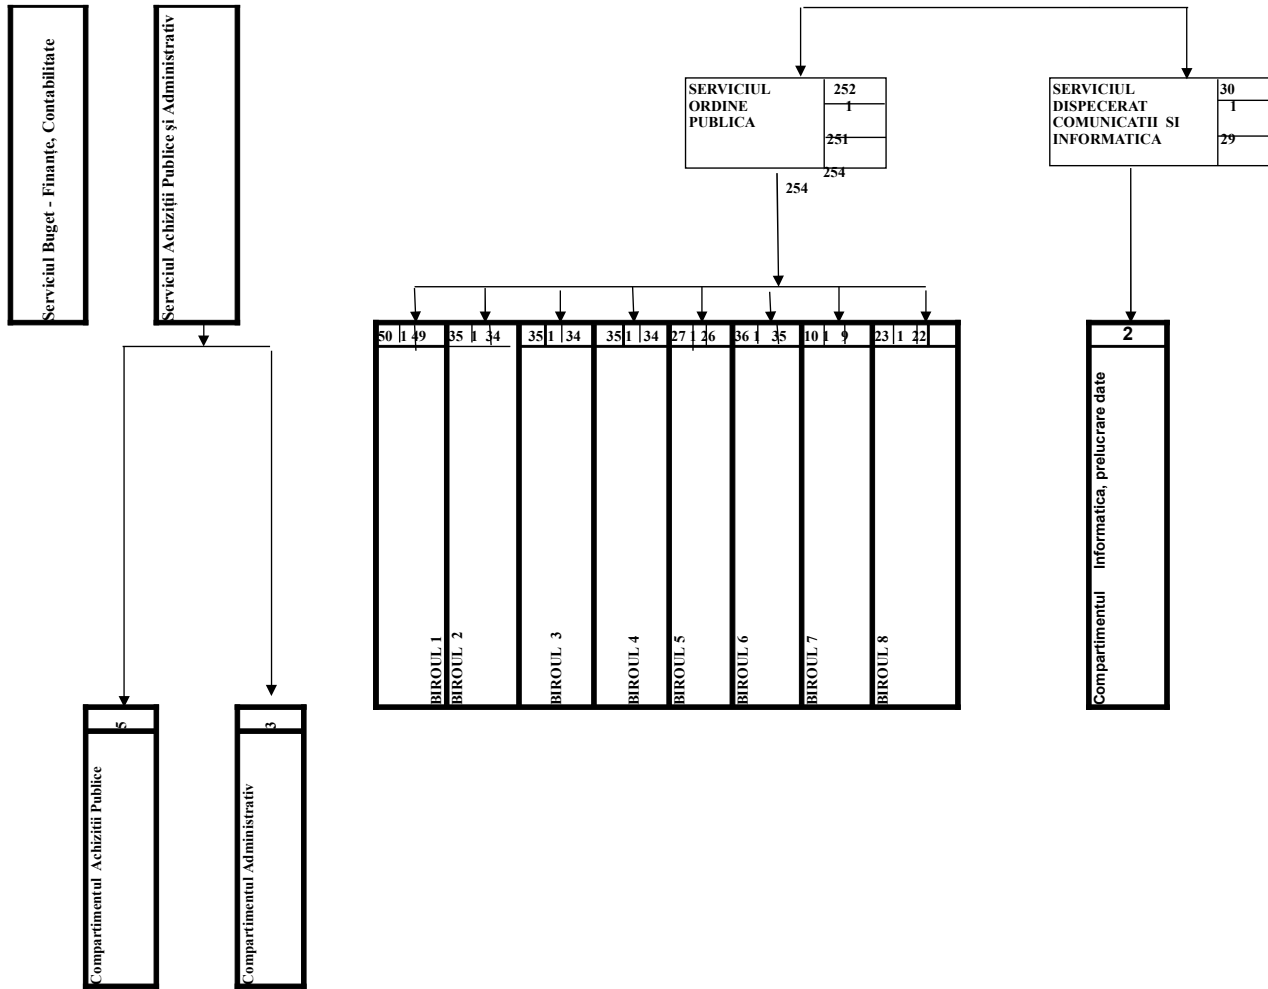 Serviciul Buget - Finanțe, Contabilitate
Serviciul Achiziții Publice și Administrativ
SERVICIUL
ORDINE
PUBLICA
252
1
251
254
254
SERVICIUL
DISPECERAT
COMUNICATII SI
INFORMATICA
30
1
29
50 1 49
35 1 34
35 1 34
35 1 34
27 1 26
36 1 35
10 1 9
23 1 22
2
BIROUL 1
BIROUL 2
BIROUL 3
BIROUL 4
BIROUL 5
BIROUL 6
BIROUL 7
BIROUL 8
Compartimentul Informatica, prelucrare date
5
Compartimentul Achizitii Publice
3
Compartimentul Administrativ